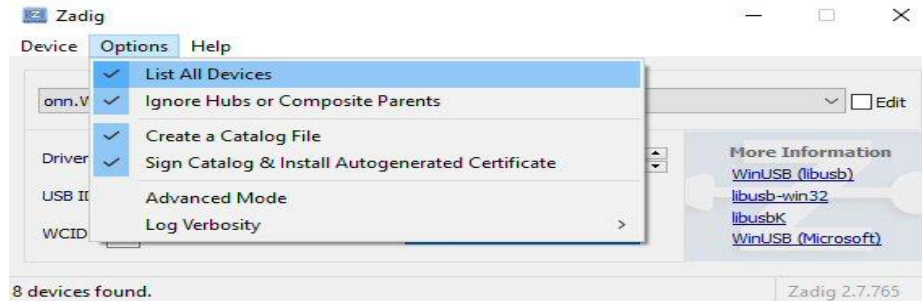 Zadig
Device Options Help
List All Devices
onn. Ignore Hubs or Composite Parents Edit
Create a Catalog File
Driver Sign Catalog & Install Autogenerated Certificate More Information
WinUSB (libusb)
USB Advanced Mode libusb-win32
Log Verbosity libusbK
WCID WinUSB (Microsoft)
8 devices found. Zadig 2.7.765